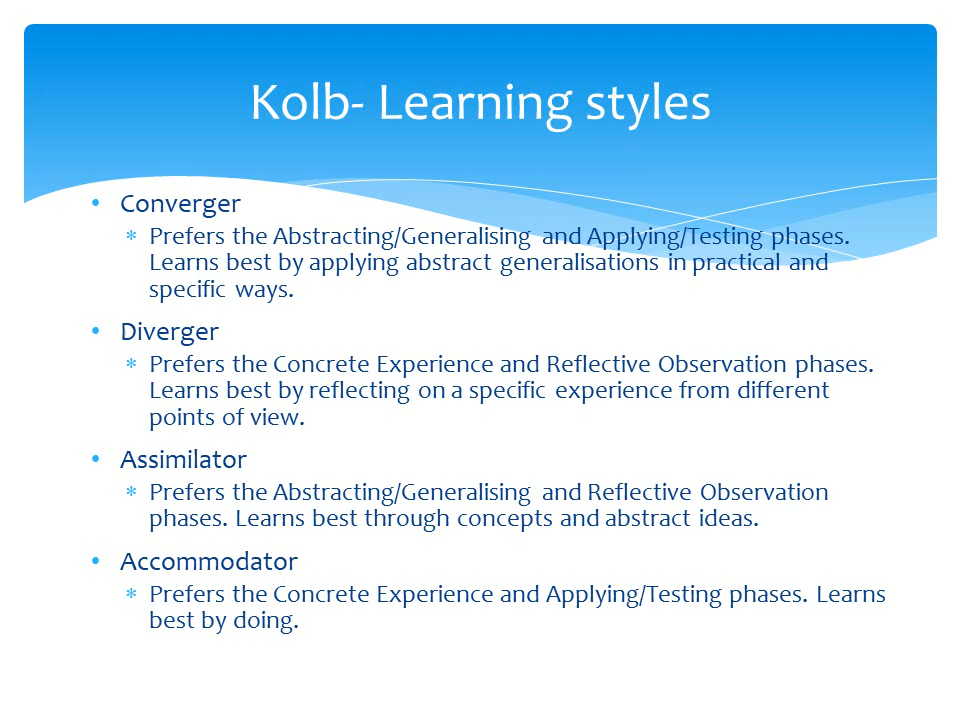 Kolb- Learning styles
• Converger
* Prefers the Abstracting/Generalising and Applying/Testing phases.
Learns best by applying abstract generalisations in practical and
specific ways.
• Diverger
* Prefers the Concrete Experience and Reflective Observation phases.
Learns best by reflecting on a specific experience from different
points of view.
• Assimilator
* Prefers the Abstracting/Generalising and Reflective Observation
phases. Learns best through concepts and abstract ideas.
• Accommodator
* Prefers the Concrete Experience and Applying/Testing phases. Learns
best by doing.